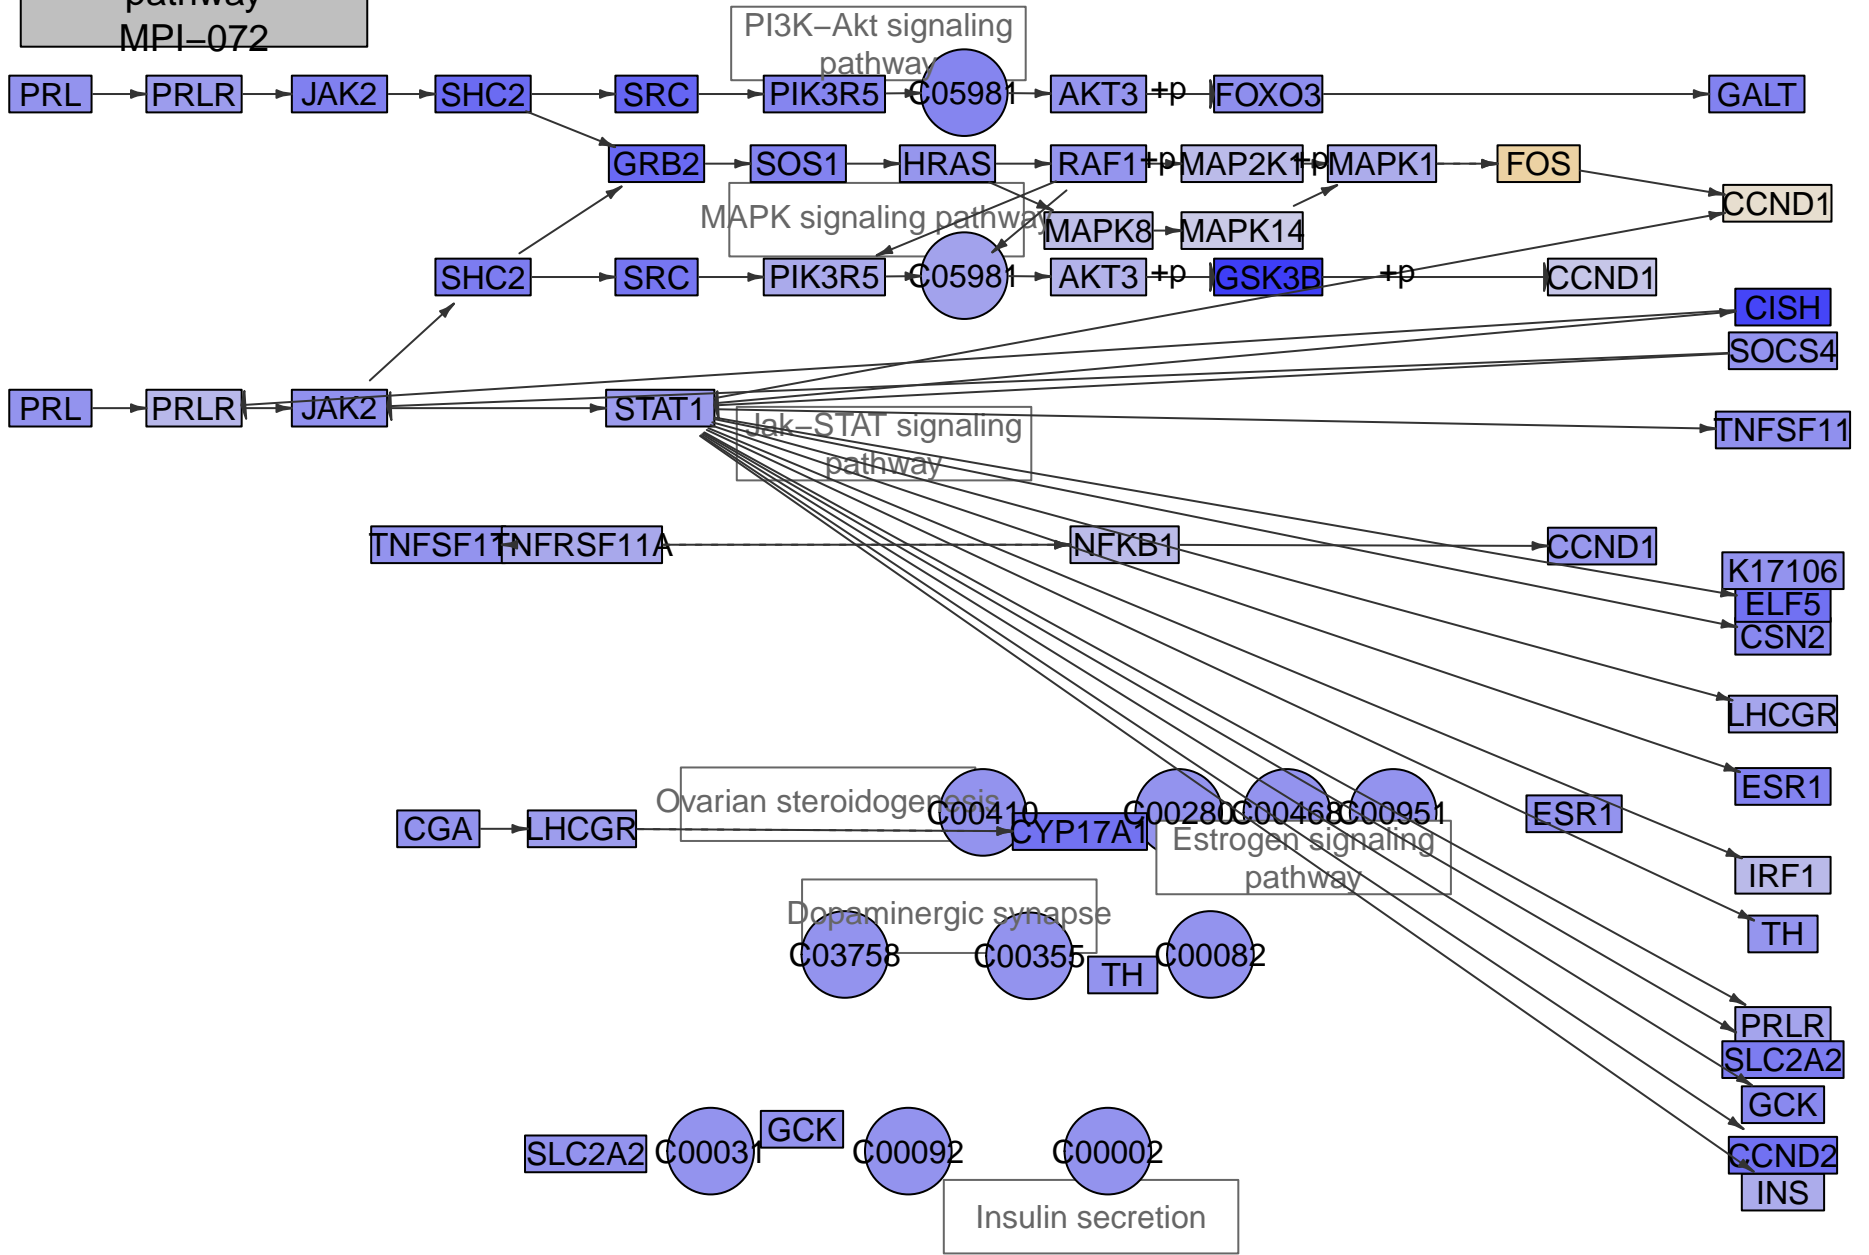 pathway
MPI–072
PI3K–Akt signaling
pathway
PRL
PRLR
JAK2
SHC2
SRC
PIK3R5
C05981
AKT3
+p
FOXO3
GALT
GRB2
SOS1
HRAS
RAF1
+p
MAP2K1
+p
MAPK1
FOS
CCND1
MAPK signaling pathway
MAPK8
MAPK14
SHC2
SRC
PIK3R5
C05981
AKT3
+p
GSK3B
+p
CCND1
CISH
SOCS4
PRL
PRLR
JAK2
STAT1
Jak–STAT signaling
pathway
TNFSF11
TNFSF11
TNFRSF11A
NFKB1
CCND1
K17106
ELF5
CSN2
LHCGR
ESR1
Ovarian steroidogenesis
C00410
C00280
C00468
C00951
ESR1
CGA
LHCGR
CYP17A1
Estrogen signaling
pathway
IRF1
Dopaminergic synapse
TH
C03758
C00355
TH
C00082
PRLR
SLC2A2
GCK
SLC2A2
C00031
GCK
C00092
C00002
CCND2
INS
Insulin secretion